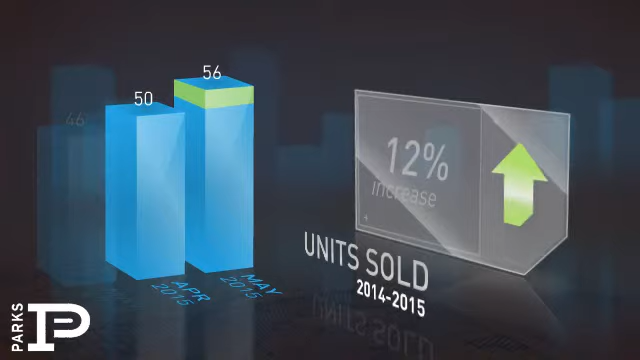 46
50
56
APR
2015
MAY
2015
12%
increase
UNITS SOLD
2014-2015
PARKS
P